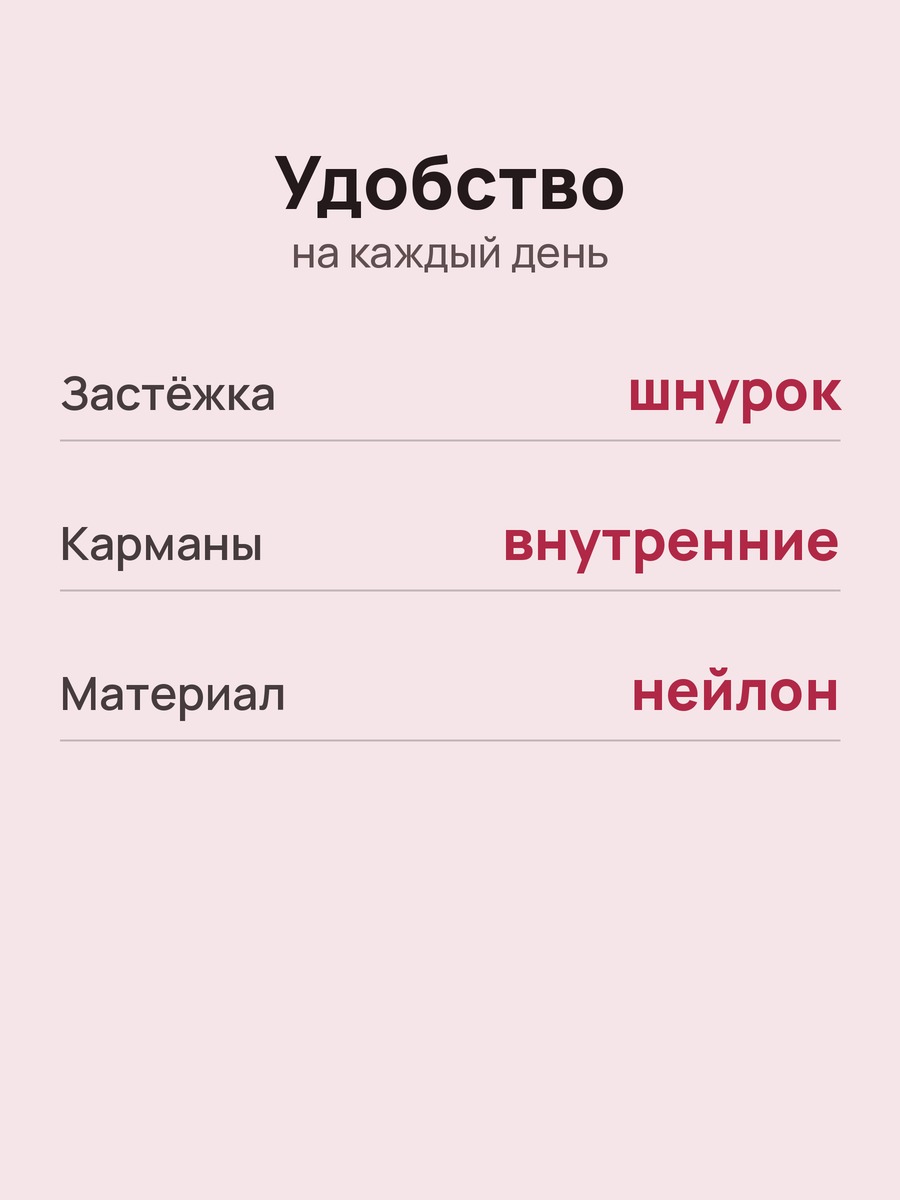 Удобство
на каждый день
Застёжка шнурок
Карманы внутренние
Материал нейлон